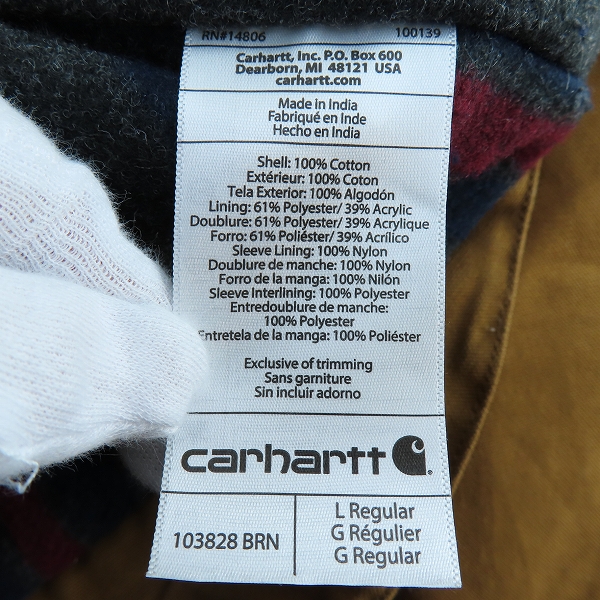 RN#14806 100139
Carhartt, Inc. P.O. Box 600
Dearborn, MI 48121 USA
carhartt.com
Made in India
Fabriqué en Inde
Hecho en India
Shell: 100% Cotton
Extérieur: 100% Coton
Tela Exterior: 100% Algodón
Lining: 61% Polyester/ 39% Acrylic
Doublure: 61% Polyester/ 39% Acrylique
Forro: 61% Poliéster/ 39% Acrílico
Sleeve Lining: 100% Nylon
Doublure de manche: 100% Nylon
Forro de la manga: 100% Nilón
Sleeve Interlining: 100% Polyester
Entredoublure de manche:
100% Polyester
Entretela de la manga: 100% Poliéster
Exclusive of trimming
Sans garniture
Sin incluir adorno
carhartt
103828 BRN
L Regular
G Régulier
G Regular